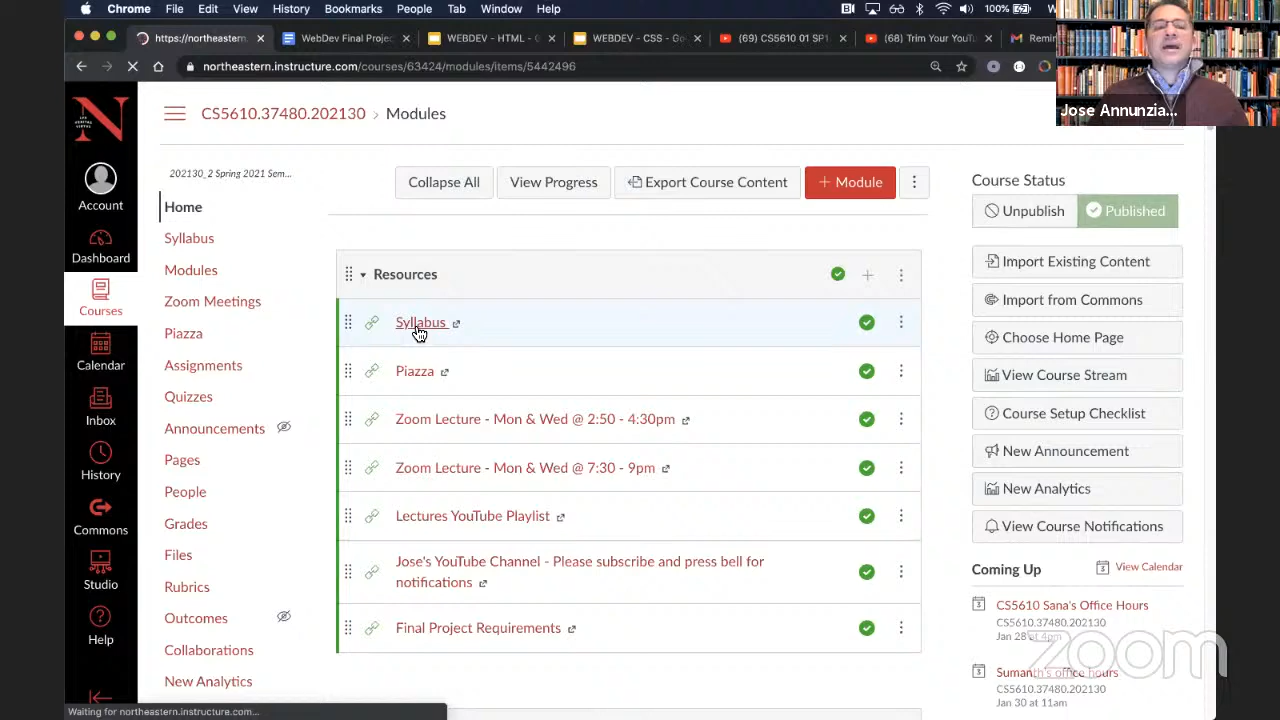 Chrome File Edit View History Bookmarks People Tab Window Help 100%
https://northeastern. WebDev Final Proje WEBDEV - HTML - G WEBDEV - CSS - Go (69) CS5610 01 SP1 (68) Trim Your YouT Remin
northeastern.instructure.com/courses/63424/modules/items/5442496
Jose Annunzia...
N
CS5610.37480.202130 › Modules
202130_2 Spring 2021 Sem...
Collapse All View Progress Export Course Content + Module
Account
Dashboard
Courses
Calendar
Inbox
History
Commons
Studio
Help
Home
Syllabus
Modules
Zoom Meetings
Piazza
Assignments
Quizzes
Announcements
Pages
People
Grades
Files
Rubrics
Outcomes
Collaborations
New Analytics
Resources
Syllabus
Piazza
Zoom Lecture - Mon & Wed @ 2:50 - 4:30pm
Zoom Lecture - Mon & Wed @ 7:30 - 9pm
Lectures YouTube Playlist
Jose's YouTube Channel - Please subscribe and press bell for
notifications
Final Project Requirements
Course Status
Unpublish Published
Import Existing Content
Import from Commons
Choose Home Page
View Course Stream
Course Setup Checklist
New Announcement
New Analytics
View Course Notifications
Coming Up View Calendar
CS5610 Sana's Office Hours
CS5610.37480.202130
Jan 28 at 4pm
Sumanth's office hours
CS5610.37480.202130
Jan 30 at 11am
zoom
Waiting for northeastern.instructure.com...